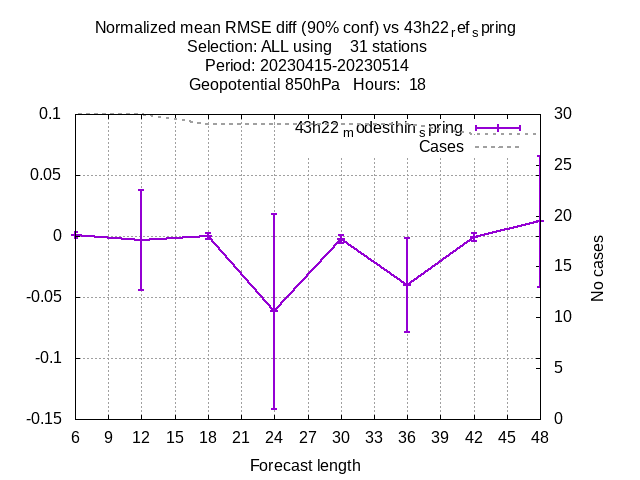 Normalized mean RMSE diff (90% conf) vs 43h22refspring
Selection: ALL using 31 stations
Period: 20230415-20230514
Geopotential 850hPa Hours: 18
43h22modesthinspring
Cases
0.1
0.05
0
-0.05
-0.1
-0.15
30
25
20
15
10
5
0
No cases
6 9 12 15 18 21 24 27 30 33 36 39 42 45 48
Forecast length